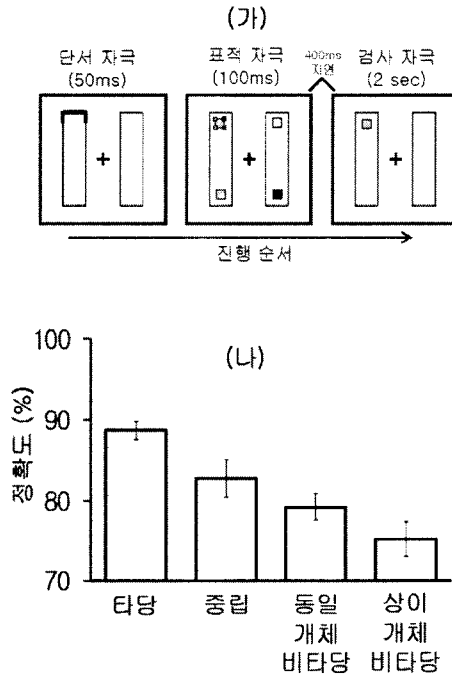 (가)
단서 자극 표적 자극 400ms 검사 자극
(50ms) (100ms) 지연 (2 sec)
진행 순서
(나)
정확도 (%)
100
90
80
70
타당 중립 동일 상이
개체 개체
비타당 비타당